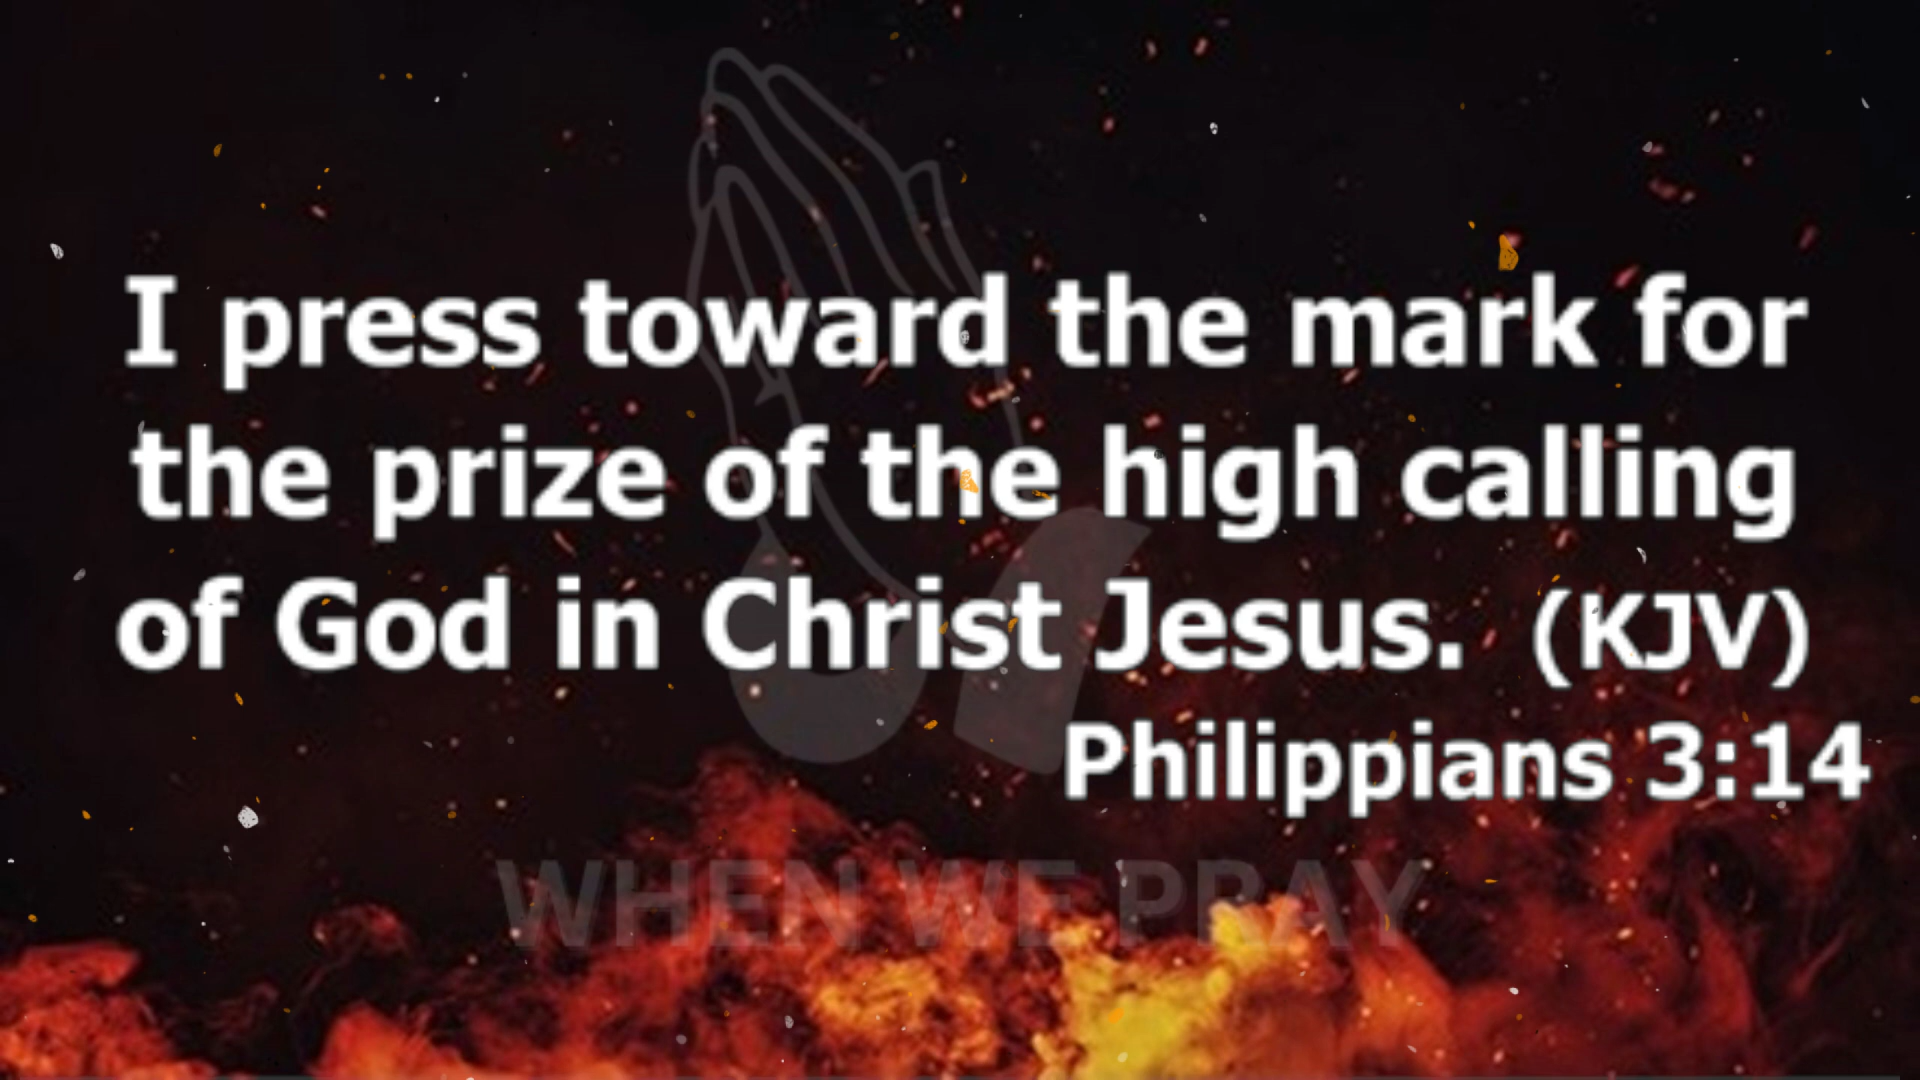 I press toward the mark for
the prize of the high calling
of God in Christ Jesus. (KJV)
Philippians 3:14
WHEN WE PRAY